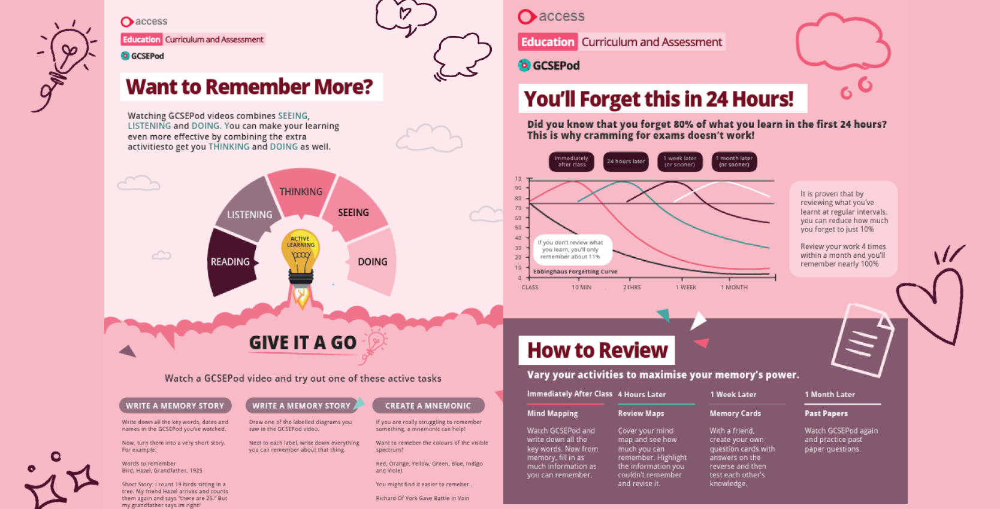 access
Education Curriculum and Assessment
GCSEPod
Want to Remember More?
Watching GCSEPod videos combines SEEING,
LISTENING and DOING. You can make your learning
even more effective by combining the extra
activitiesto get you THINKING and DOING as well.
READING
LISTENING
THINKING
SEEING
DOING
ACTIVE
LEARNING
GIVE IT A GO
Watch a GCSEPod video and try out one of these active tasks
WRITE A MEMORY STORY
Write down all the key words, dates and
names in the GCSEPod you've watched.
Now, turn them into a very short story.
For example:
Words to remember
Bird, Hazel, Grandfather, 1925
Short Story: I count 19 birds sitting in a
tree. My friend Hazel arrives and counts
them again and says "there are 25." But
my grandfather says im right!
WRITE A MEMORY STORY
Draw one of the labelled diagrams you
saw in the GCSEPod video.
Next to each label, write down everything
you can remember about that thing.
CREATE A MNEMONIC
If you are really struggling to remember
something, a mnemonic can help!
Want to remeber the colours of the visible
spectrum?
Red, Orange, Yellow, Green, Blue, Indigo
and Violet
You might find it easier to remeber...
Richard Of York Gave Battle In Vain
access
Education Curriculum and Assessment
GCSEPod
You'll Forget this in 24 Hours!
Did you know that you forget 80% of what you learn in the first 24 hours?
This is why cramming for exams doesn't work!
Immediately
after class
24 hours later
1 week later
(or sooner)
1 month later
(or sooner)
10
90
80
70
60
50
40
30
20
10
0
If you don't review what
you learn, you'll only
remember about 11%
Ebbinghaus Forgetting Curve
CLASS
10 MIN
24HRS
1 WEEK
1 MONTH
It is proven that by
reviewing what you've
learnt at regular intervals,
you can reduce how much
you forget to just 10%
Review your work 4 times
within a month and you'll
remember nearly 100%
How to Review
Vary your activities to maximise your memory's power.
Immediately After Class
Mind Mapping
Watch GCSEPod and
write down all the
key words. Now from
memory, fill in as
much information as
you can remember.
4 Hours Later
Review Maps
Cover your mind
map and see how
much you can
remember. Highlight
the information you
couldn't remember
and revise it.
1 Week Later
Memory Cards
With a friend,
create your own
question cards with
answers on the
reverse and then
test each other's
knowledge.
1 Month Later
Past Papers
Watch GCSEPod again
and practice past
paper questions.